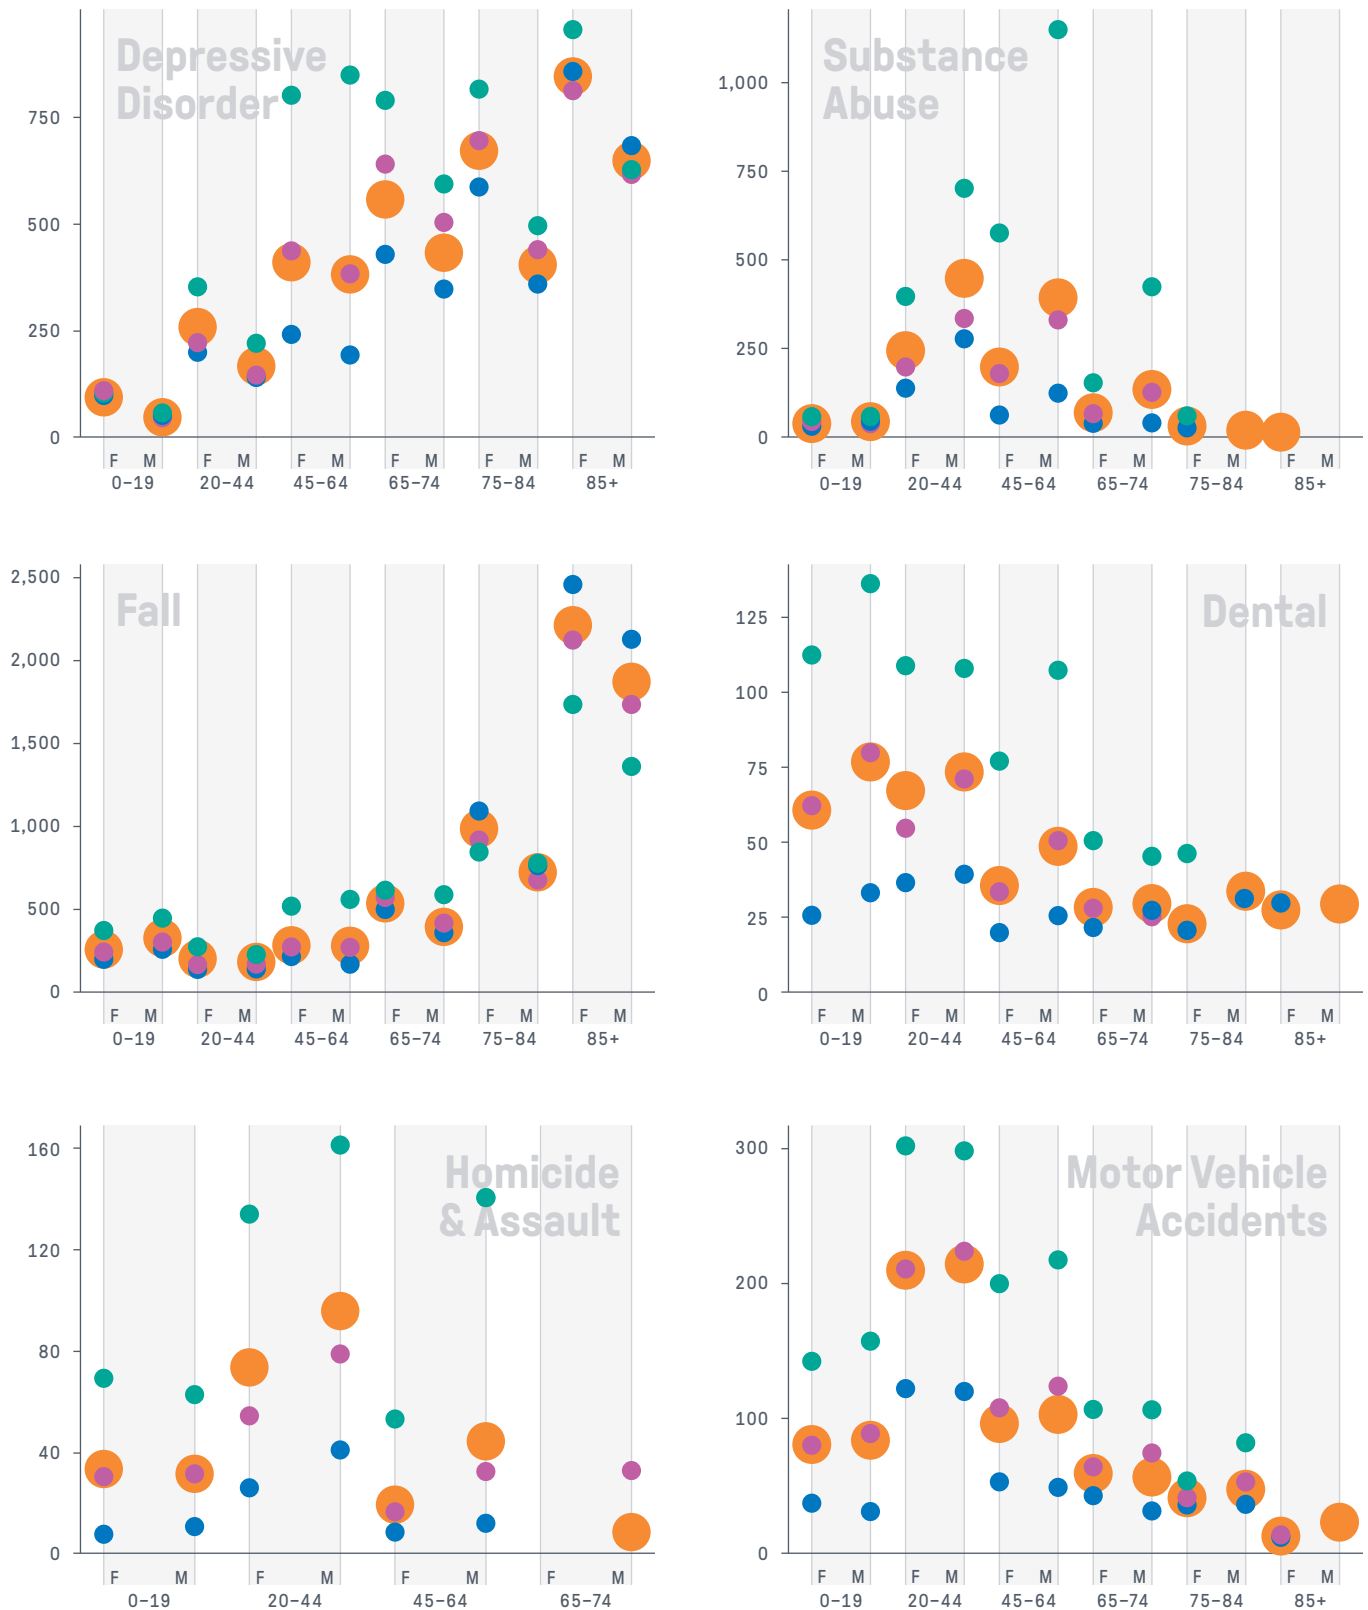 Depressive
Disorder
750
500
250
0
F M F M F M F M F M F M
0–19 20–44 45–64 65–74 75–84 85+
Substance
Abuse
1,000
750
500
250
0
F M F M F M F M F M F M
0–19 20–44 45–64 65–74 75–84 85+
Fall
2,500
2,000
1,500
1,000
500
0
F M F M F M F M F M F M
0–19 20–44 45–64 65–74 75–84 85+
Dental
125
100
75
50
25
0
F M F M F M F M F M F M
0–19 20–44 45–64 65–74 75–84 85+
Homicide
& Assault
160
120
80
40
0
F M F M F M F M
0–19 20–44 45–64 65–74
Motor Vehicle
Accidents
300
200
100
0
F M F M F M F M F M F M
0–19 20–44 45–64 65–74 75–84 85+